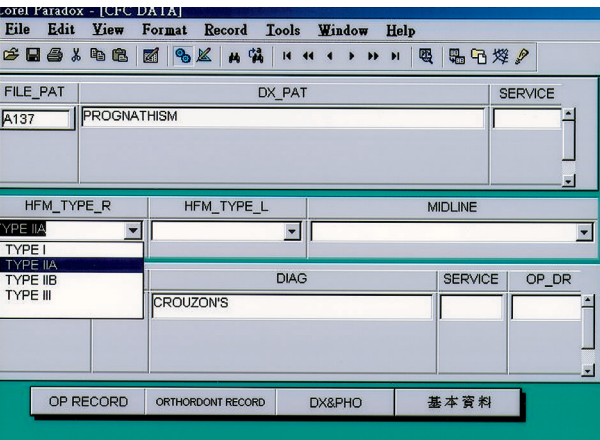 Corel Paradox - [CFC DATA]
File Edit View Format Record Tools Window Help
FILE_PAT DX_PAT SERVICE
A137 PROGNATHISM
HFM_TYPE_R HFM_TYPE_L MIDLINE
TYPE IIA
TYPE I
TYPE IIA
TYPE IIB
TYPE III
DIAG SERVICE OP_DR
CROUZON'S
OP RECORD ORTHORDONT RECORD DX&PHO 基本資料